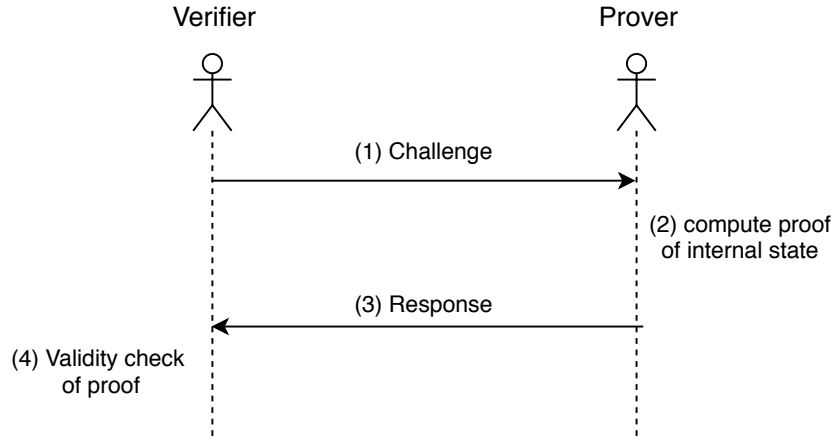 Verifier
Prover
(1) Challenge
(2) compute proof
of internal state
(3) Response
(4) Validity check
of proof